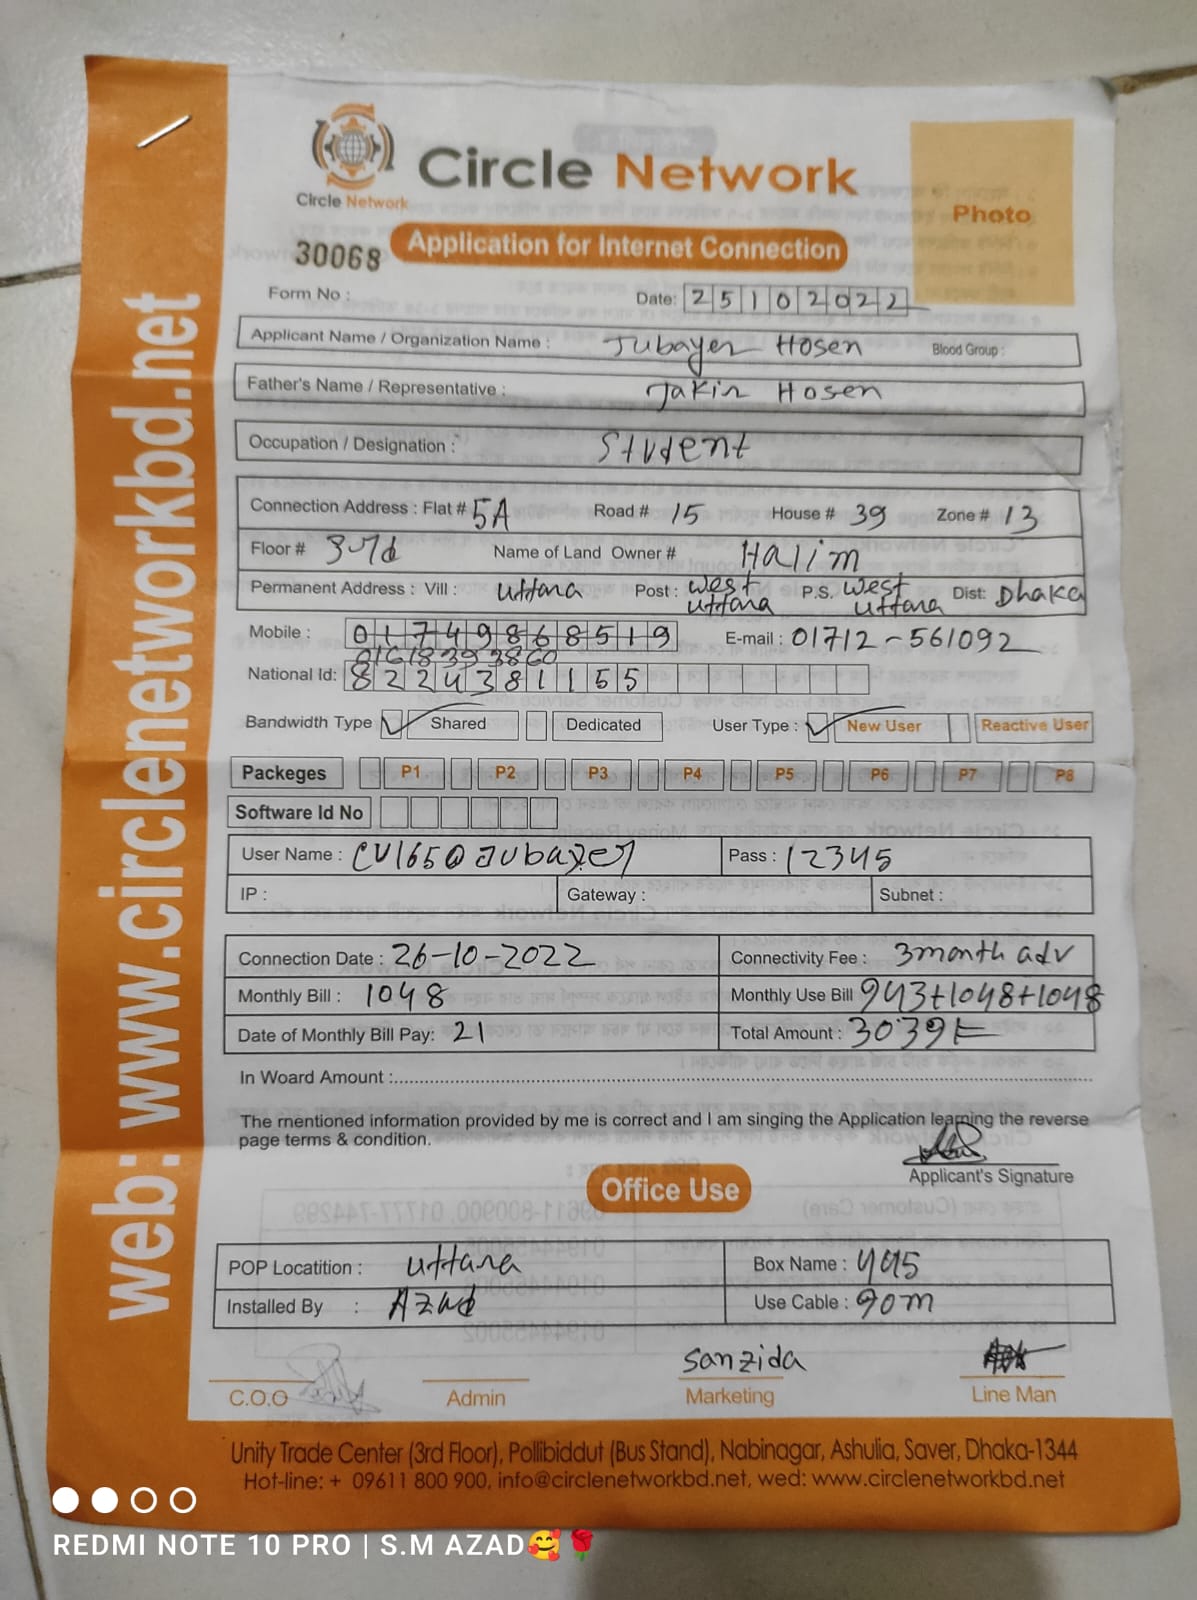 web: www.circlenetworkbd.net
Circle Network
Circle Network
Photo
30068
Application for Internet Connection
Form No :
Date: 25102022
Applicant Name / Organization Name : Jubayer Hosen Blood Group :
Father's Name / Representative : Jakir Hosen
Occupation / Designation : Student
Connection Address : Flat # 5A Road # 15 House # 39 Zone # 13
Floor # 3rd Name of Land Owner # Halim
Permanent Address : Vill : uttara Post : west uttara P.S. west uttara Dist: Dhaka
Mobile : 01749868519 E-mail : 01712-561092
01618393860
National Id: 8224381155
Bandwidth Type Shared Dedicated User Type : New User Reactive User
Packeges P1 P2 P3 P4 P5 P6 P7 P8
Software Id No
User Name : Pass : 12345
IP : Gateway : Subnet :
Connection Date : 26-10-2022 Connectivity Fee : 3month adv
Monthly Bill : 1048 Monthly Use Bill 943+1048+1048
Date of Monthly Bill Pay: 21 Total Amount : 3039/=
In Woard Amount :
The mentioned information provided by me is correct and I am singing the Application learning the reverse
page terms & condition.
Applicant's Signature
Office Use
POP Locatition : uttara Box Name : 445
Installed By : Azad Use Cable : 90m
Sanzida
C.O.O Admin Marketing Line Man
Unity Trade Center (3rd Floor), Pollibiddut (Bus Stand), Nabinagar, Ashulia, Saver, Dhaka-1344
Hot-line: + 09611 800 900, info@circlenetworkbd.net, wed: www.circlenetworkbd.net
REDMI NOTE 10 PRO | S.M AZAD🥰🌹